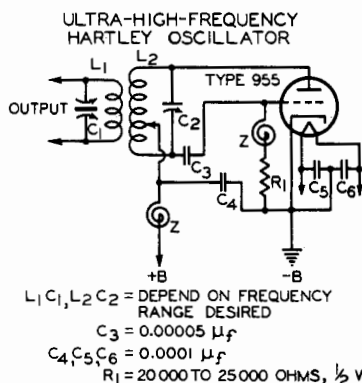 ULTRA-HIGH-FREQUENCY
HARTLEY OSCILLATOR
L1 L2
TYPE 955
OUTPUT
C1
C2
C3
Z
R1
C4
C5 C6
Z
+B
-B
L1C1, L2C2 = DEPEND ON FREQUENCY
RANGE DESIRED
C3 = 0.00005 μf
C4, C5, C6 = 0.0001 μf
R1 = 20000 TO 25000 OHMS,